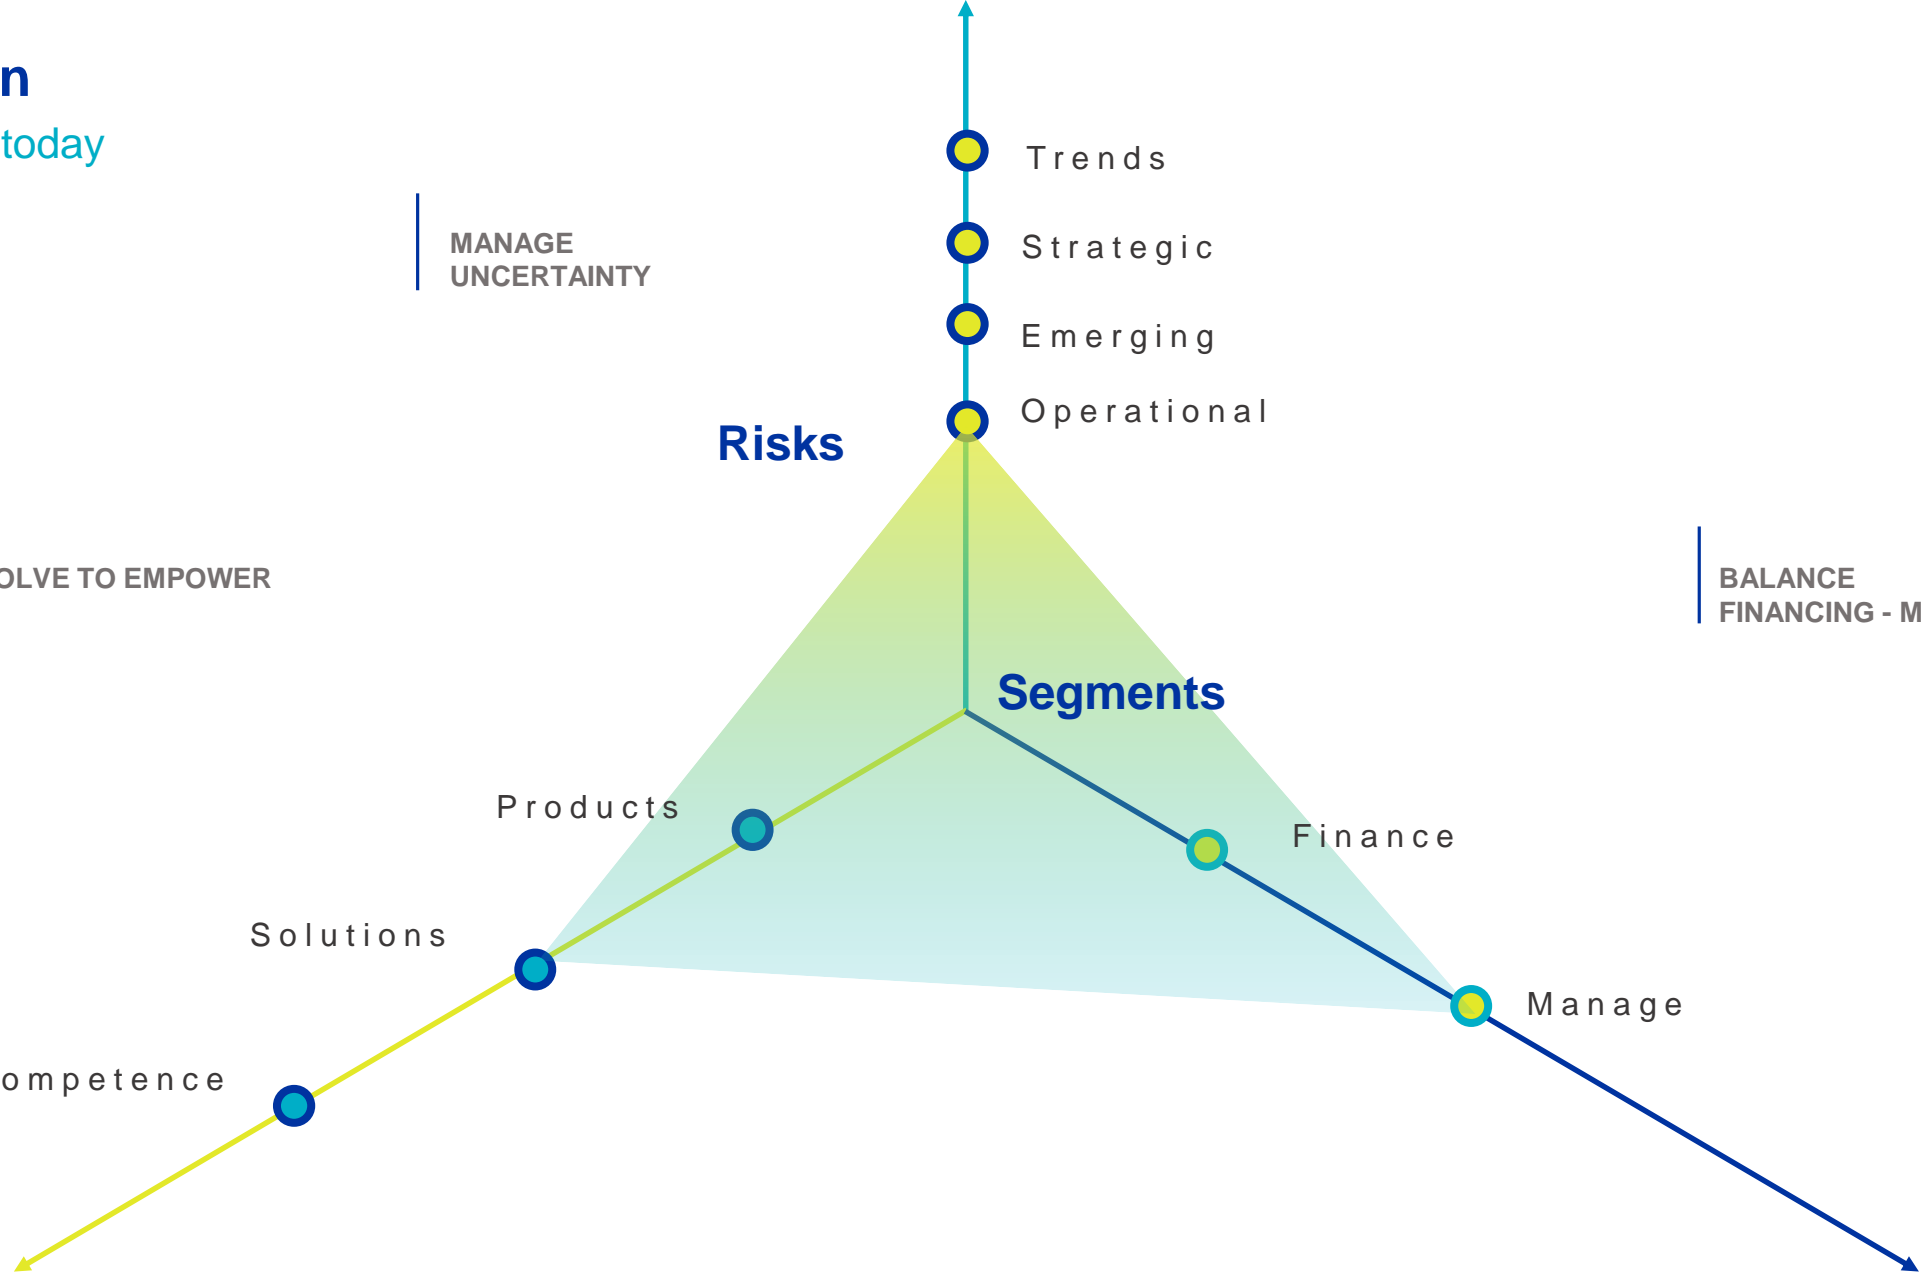 n
today
Trends
MANAGE
UNCERTAINTY
Strategic
Emerging
Operational
Risks
OLVE TO EMPOWER
BALANCE
FINANCING - M
Segments
Products
Finance
Solutions
Manage
ompetence